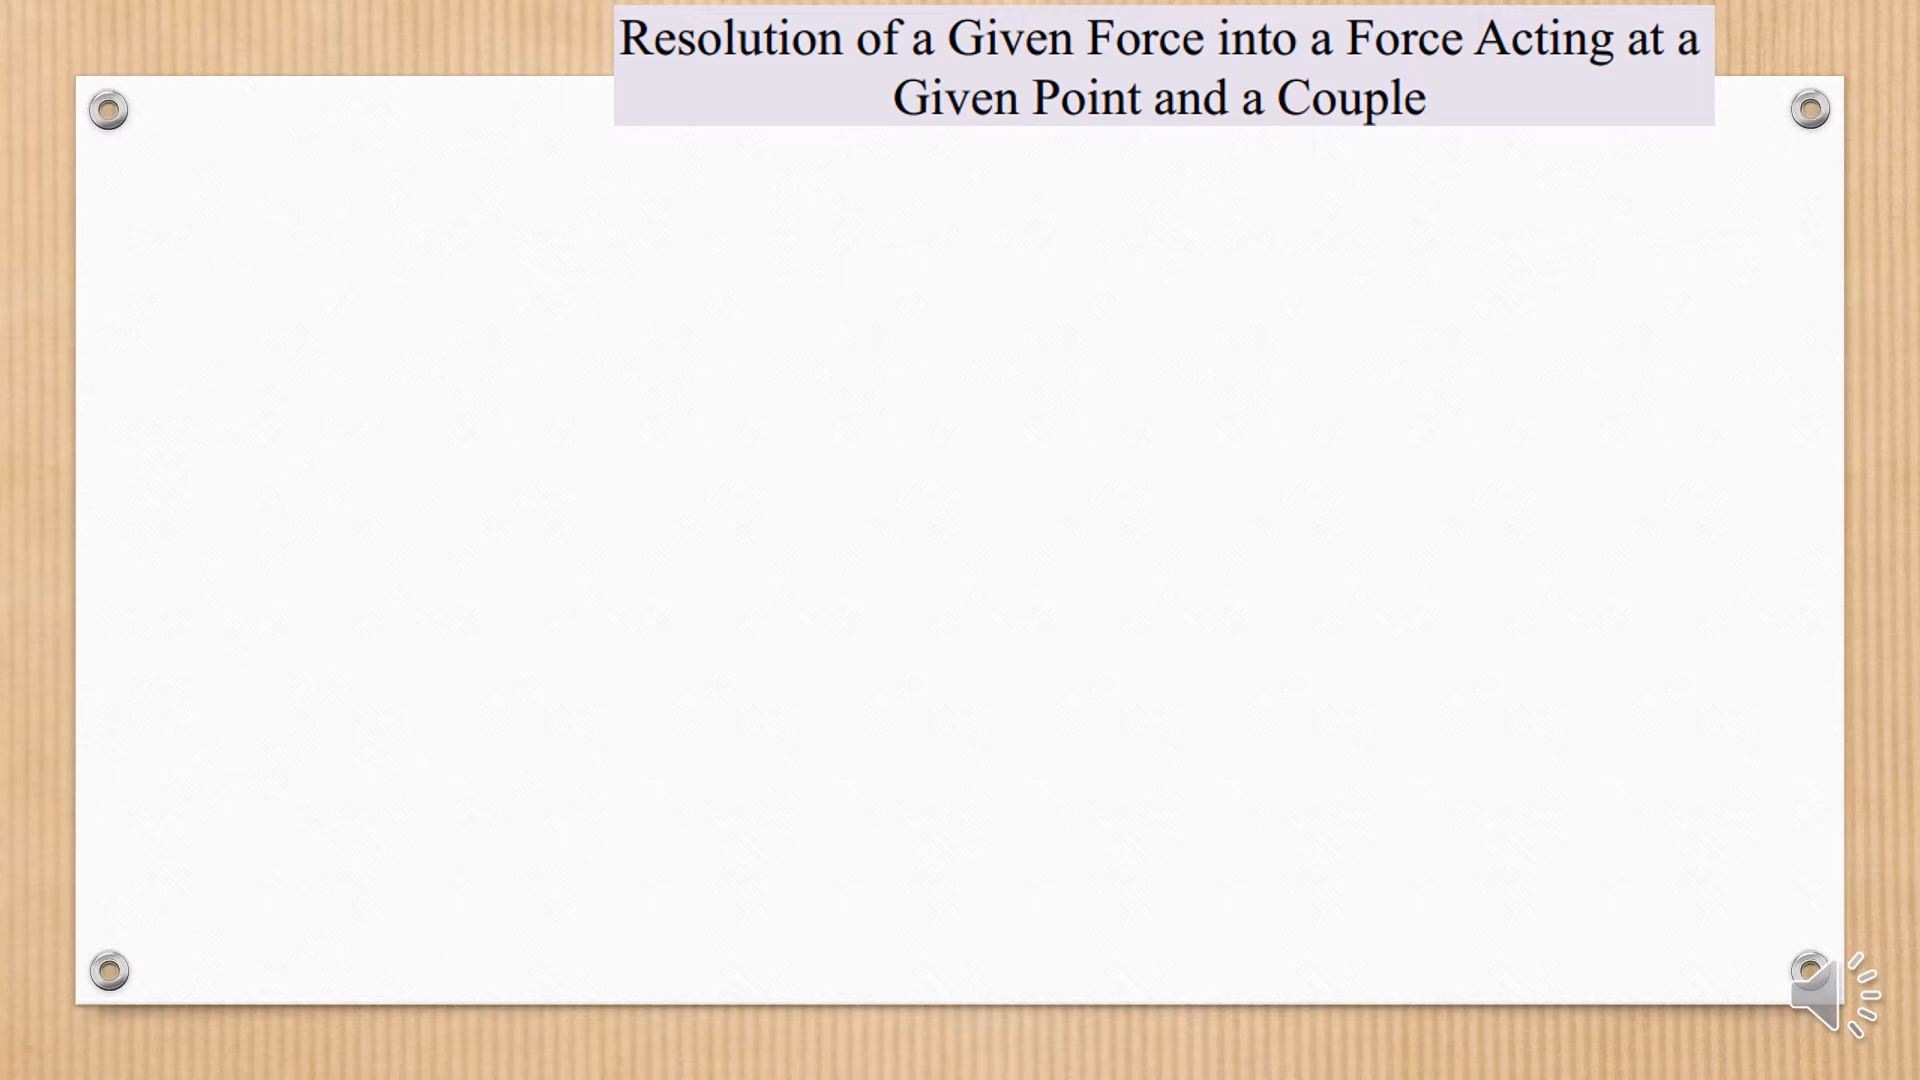 Resolution of a Given Force into a Force Acting at a
Given Point and a Couple